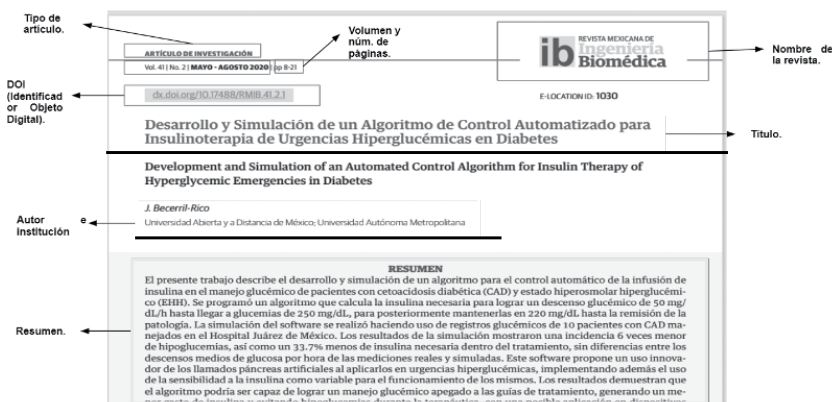 Tipo de
artículo.
Volumen y
núm. de
pàginas.
REVISTA MEXICANA DE
ib Ingeniería
Biomédica
Nombre de
la revista.
ARTÍCULO DE INVESTIGACIÓN
Vol. 41 | No. 2 | MAYO - AGOSTO 2020 | pp 8-21
DOI
(Identificad
or Objeto
Digital).
dx.doi.org/10.17488/RMIB.41.2.1
E-LOCATION ID: 1030
Desarrollo y Simulación de un Algoritmo de Control Automatizado para
Insulinoterapia de Urgencias Hiperglucémicas en Diabetes
Titulo.
Development and Simulation of an Automated Control Algorithm for Insulin Therapy of
Hyperglycemic Emergencies in Diabetes
Autor e
institución
J. Becerril-Rico
Universidad Abierta y a Distancia de México; Universidad Autónoma Metropolitana
Resumen.
RESUMEN
El presente trabajo describe el desarrollo y simulación de un algoritmo para el control automático de la infusión de
insulina en el manejo glucémico de pacientes con cetoacidosis diabética (CAD) y estado hiperosmolar hiperglucémi-
co (EHH). Se programó un algoritmo que calcula la insulina necesaria para lograr un descenso glucémico de 50 mg/
dL/h hasta llegar a glucemias de 250 mg/dL, para posteriormente mantenerlas en 220 mg/dL hasta la remisión de la
patología. La simulación del software se realizó haciendo uso de registros glucémicos de 10 pacientes con CAD ma-
nejados en el Hospital Juárez de México. Los resultados de la simulación mostraron una incidencia 6 veces menor
de hipoglucemias, así como un 33.7% menos de insulina necesaria dentro del tratamiento, sin diferencias entre los
descensos medios de glucosa por hora de las mediciones reales y simuladas. Este software propone un uso innova-
dor de los llamados páncreas artificiales al aplicarlos en urgencias hiperglucémicas, implementando además el uso
de la sensibilidad a la insulina como variable para el funcionamiento de los mismos. Los resultados demuestran que
el algoritmo podría ser capaz de lograr un manejo glucémico apegado a las guías de tratamiento, generando un me-